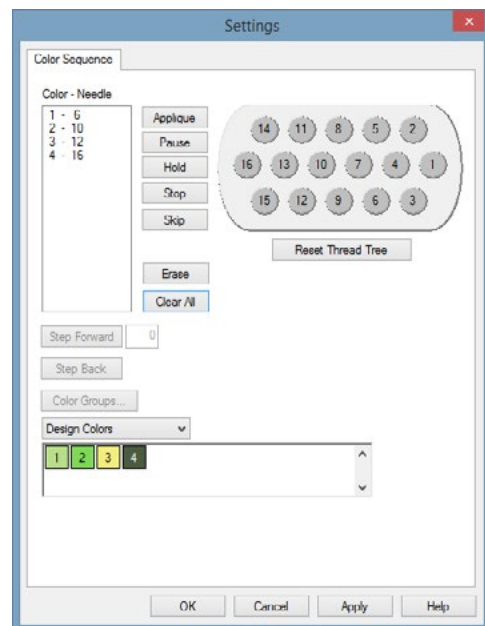 Settings
Color Sequence
Color - Needle
1 - 6
2 - 10
3 - 12
4 - 16
Applique
Pause
Hold
Stop
Skip
Erase
Clear All
14 11 8 5 2
16 13 10 7 4 1
15 12 9 6 3
Reset Thread Tree
Step Forward 0
Step Back
Color Groups...
Design Colors
1 2 3 4
OK Cancel Apply Help